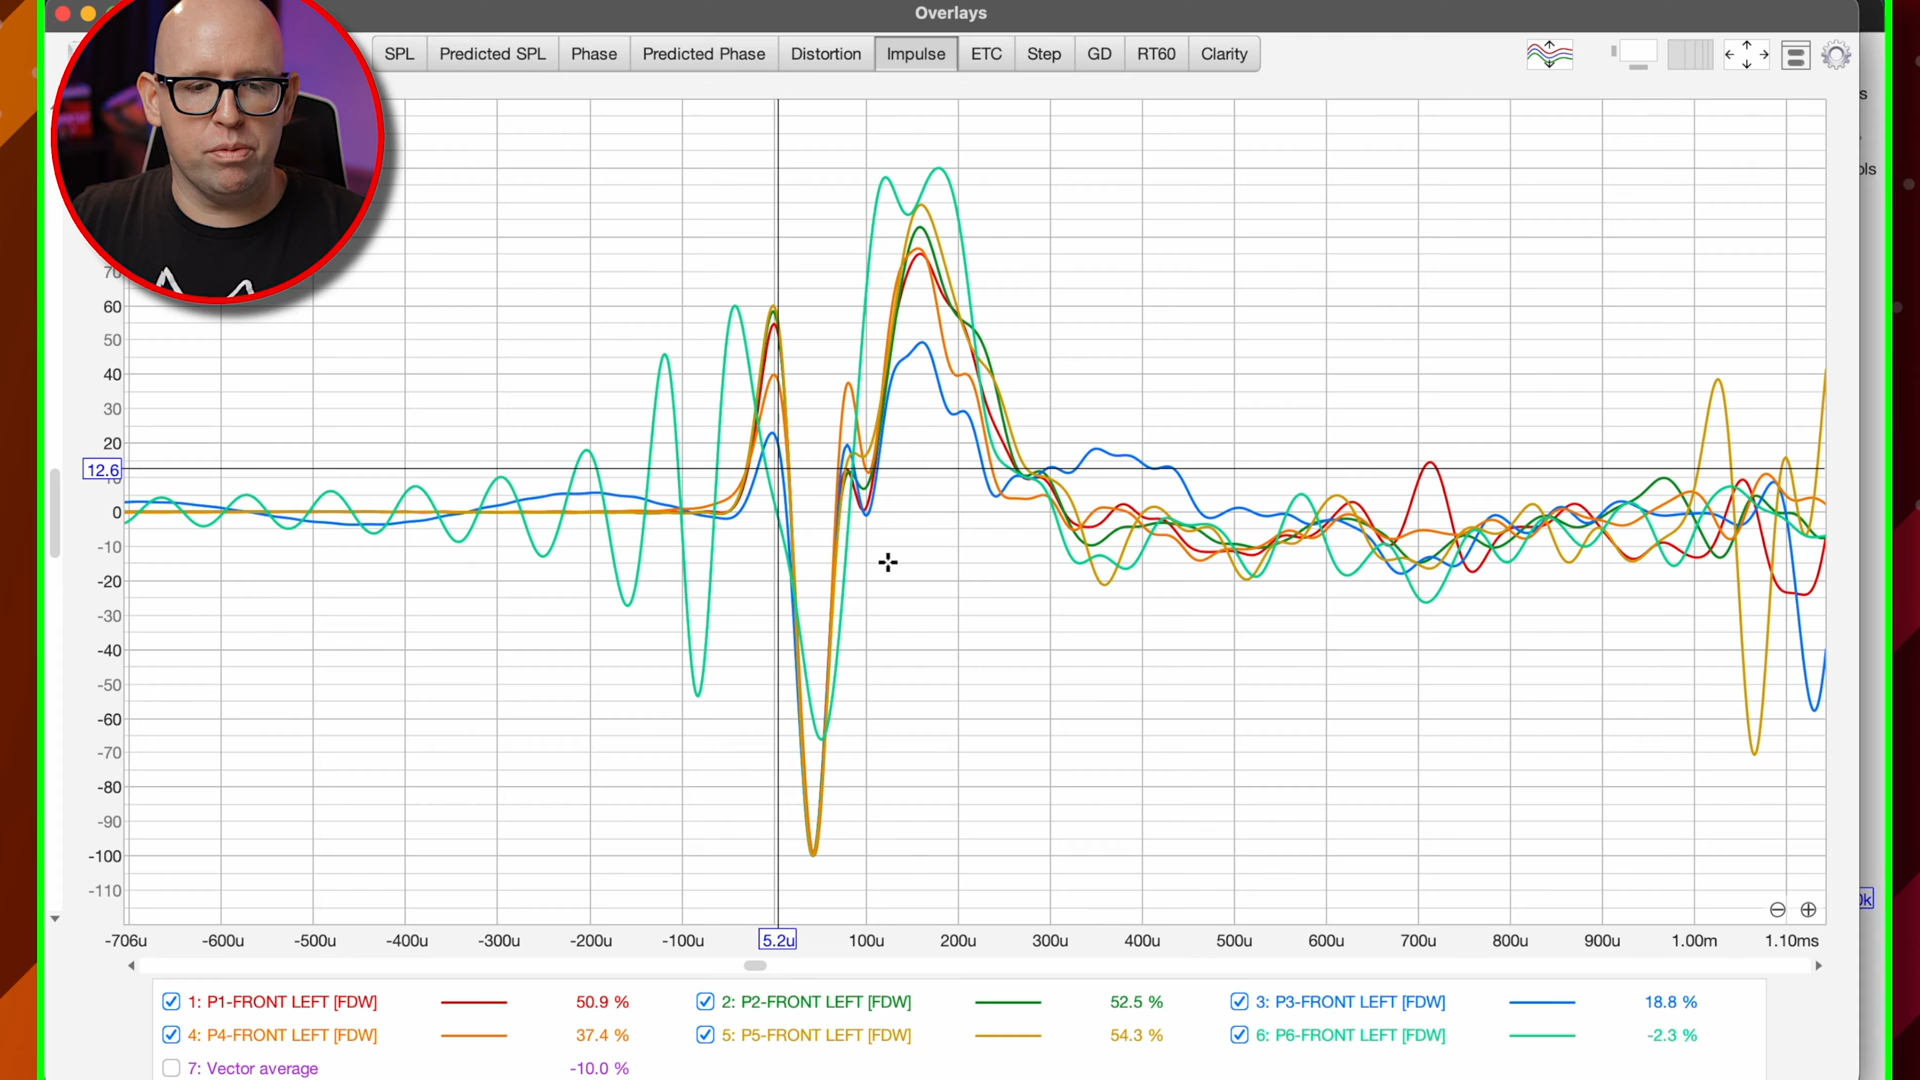 Overlays
SPL Predicted SPL Phase Predicted Phase Distortion Impulse ETC Step GD RT60 Clarity
s
ols
70
60
50
40
30
20
12.6
0
-10
-20
-30
-40
-50
-60
-70
-80
-90
-100
-110
0k
-706u -600u -500u -400u -300u -200u -100u 5.2u 100u 200u 300u 400u 500u 600u 700u 800u 900u 1.00m 1.10ms
1: P1-FRONT LEFT [FDW] 50.9 % 2: P2-FRONT LEFT [FDW] 52.5 % 3: P3-FRONT LEFT [FDW] 18.8 %
4: P4-FRONT LEFT [FDW] 37.4 % 5: P5-FRONT LEFT [FDW] 54.3 % 6: P6-FRONT LEFT [FDW] -2.3 %
7: Vector average -10.0 %